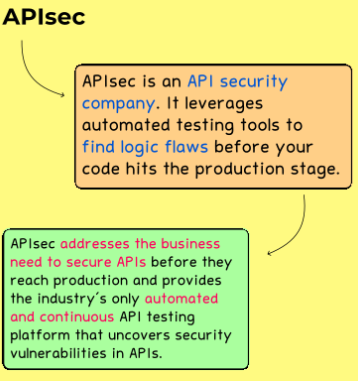 APIsec
APIsec is an API security
company. It leverages
automated testing tools to
find logic flaws before your
code hits the production stage.
APIsec addresses the business
need to secure APIs before they
reach production and provides
the industry´s only automated
and continuous API testing
platform that uncovers security
vulnerabilities in APIs.